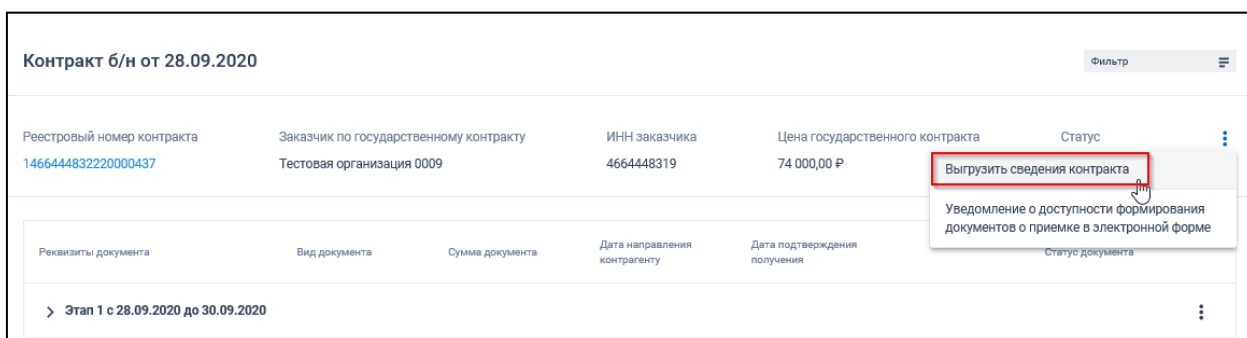 Контракт б/н от 28.09.2020
Фильтр
Реестровый номер контракта
Заказчик по государственному контракту
ИНН заказчика
Цена государственного контракта
Статус
1466444832220000437
Тестовая организация 0009
4664448319
74 000,00 ₽
Выгрузить сведения контракта
Уведомление о доступности формирования
документов о приемке в электронной форме
Реквизиты документа
Вид документа
Сумма документа
Дата направления
контрагенту
Дата подтверждения
получения
Статус документа
Этап 1 с 28.09.2020 до 30.09.2020